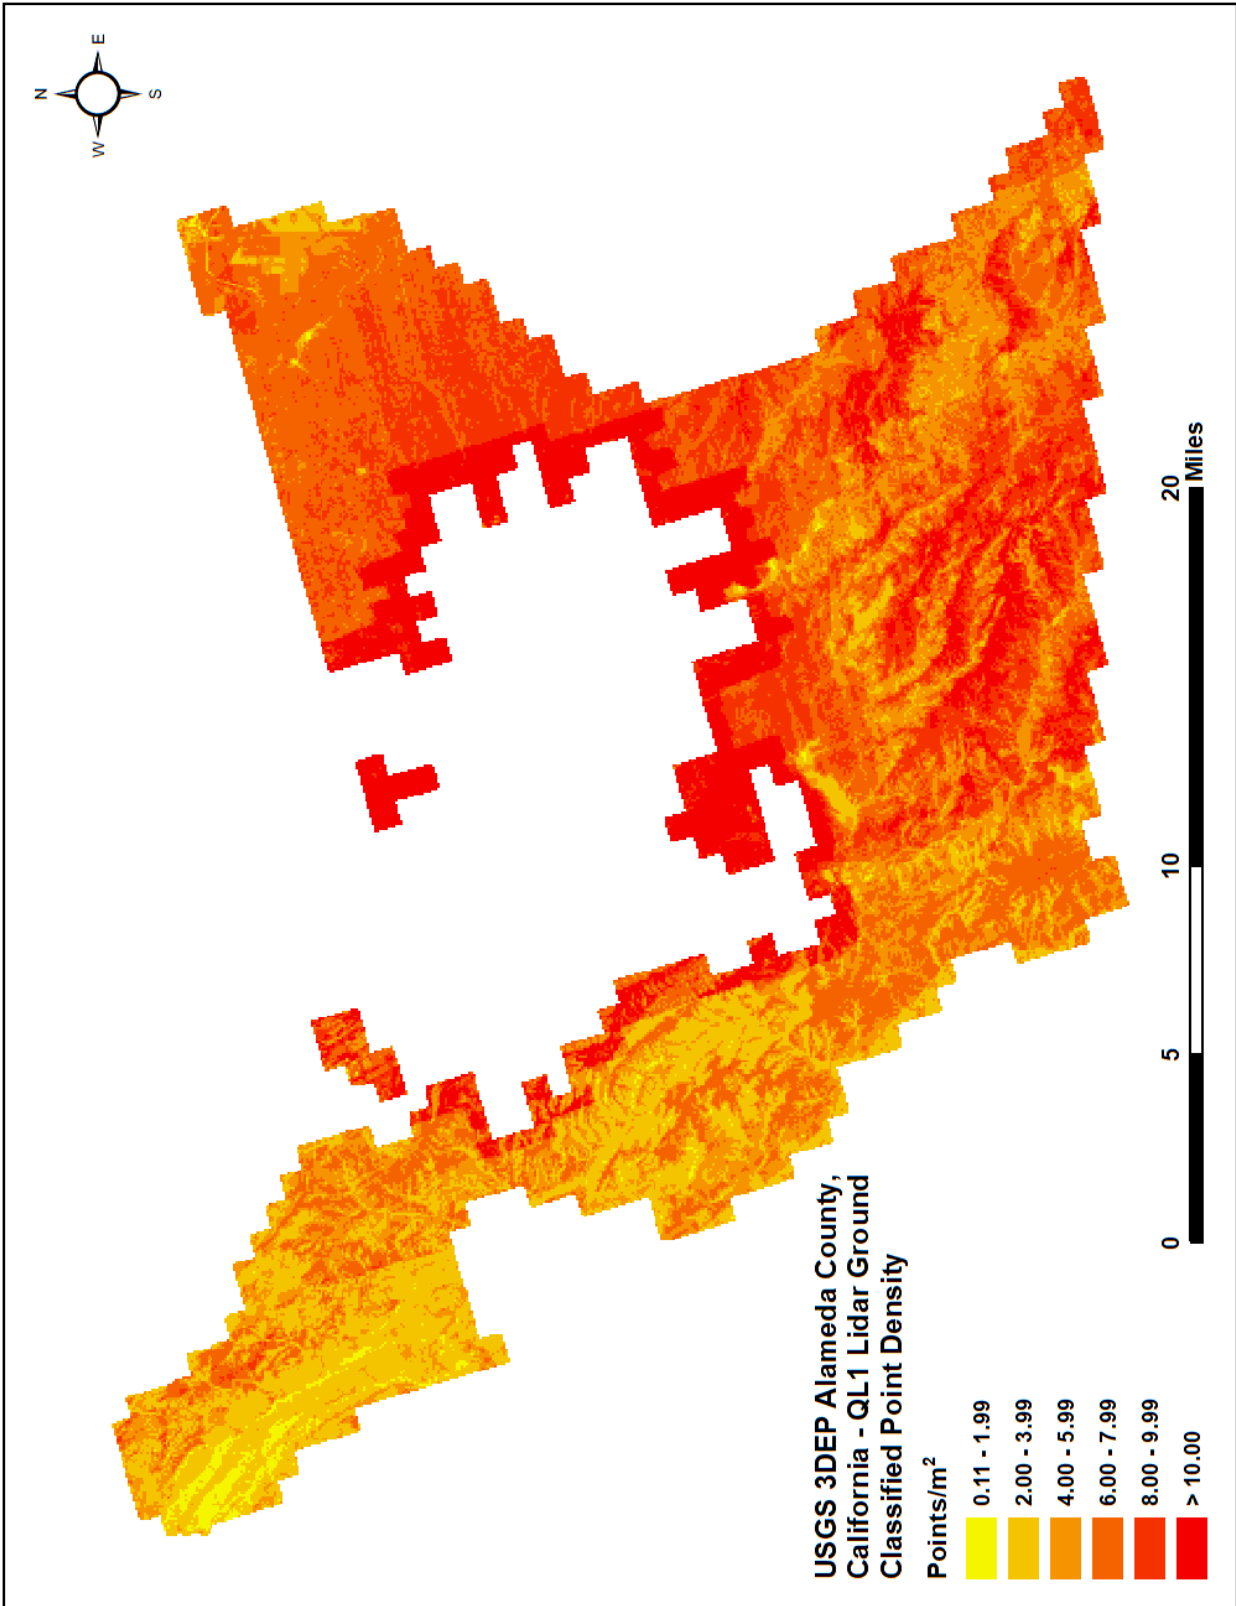 N
W
E
S
USGS 3DEP Alameda County,
California - QL1 Lidar Ground
Classified Point Density
Points/m²
0.11 - 1.99
2.00 - 3.99
4.00 - 5.99
6.00 - 7.99
8.00 - 9.99
> 10.00
0 5 10 20
Miles